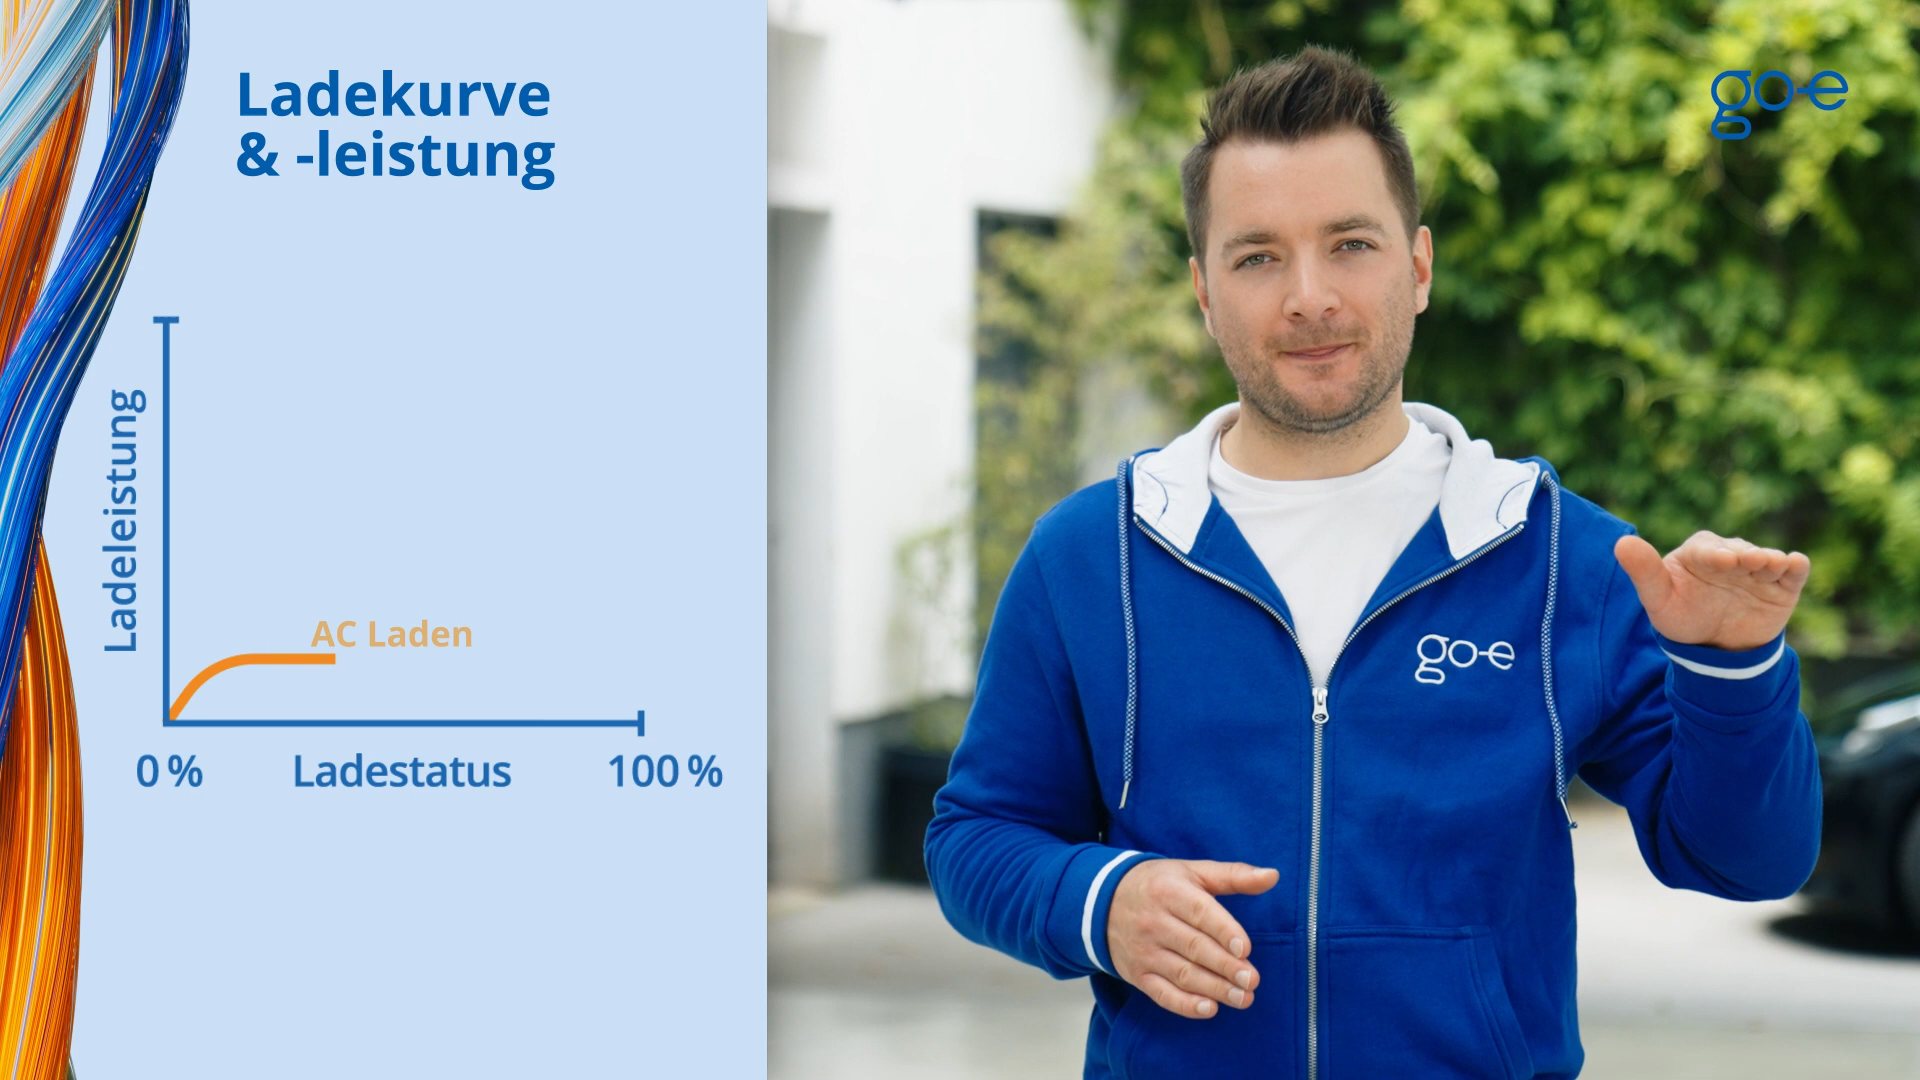 Ladekurve
& -leistung
go-e
Ladeleistung
AC Laden
0 %
Ladestatus
100 %
go-e